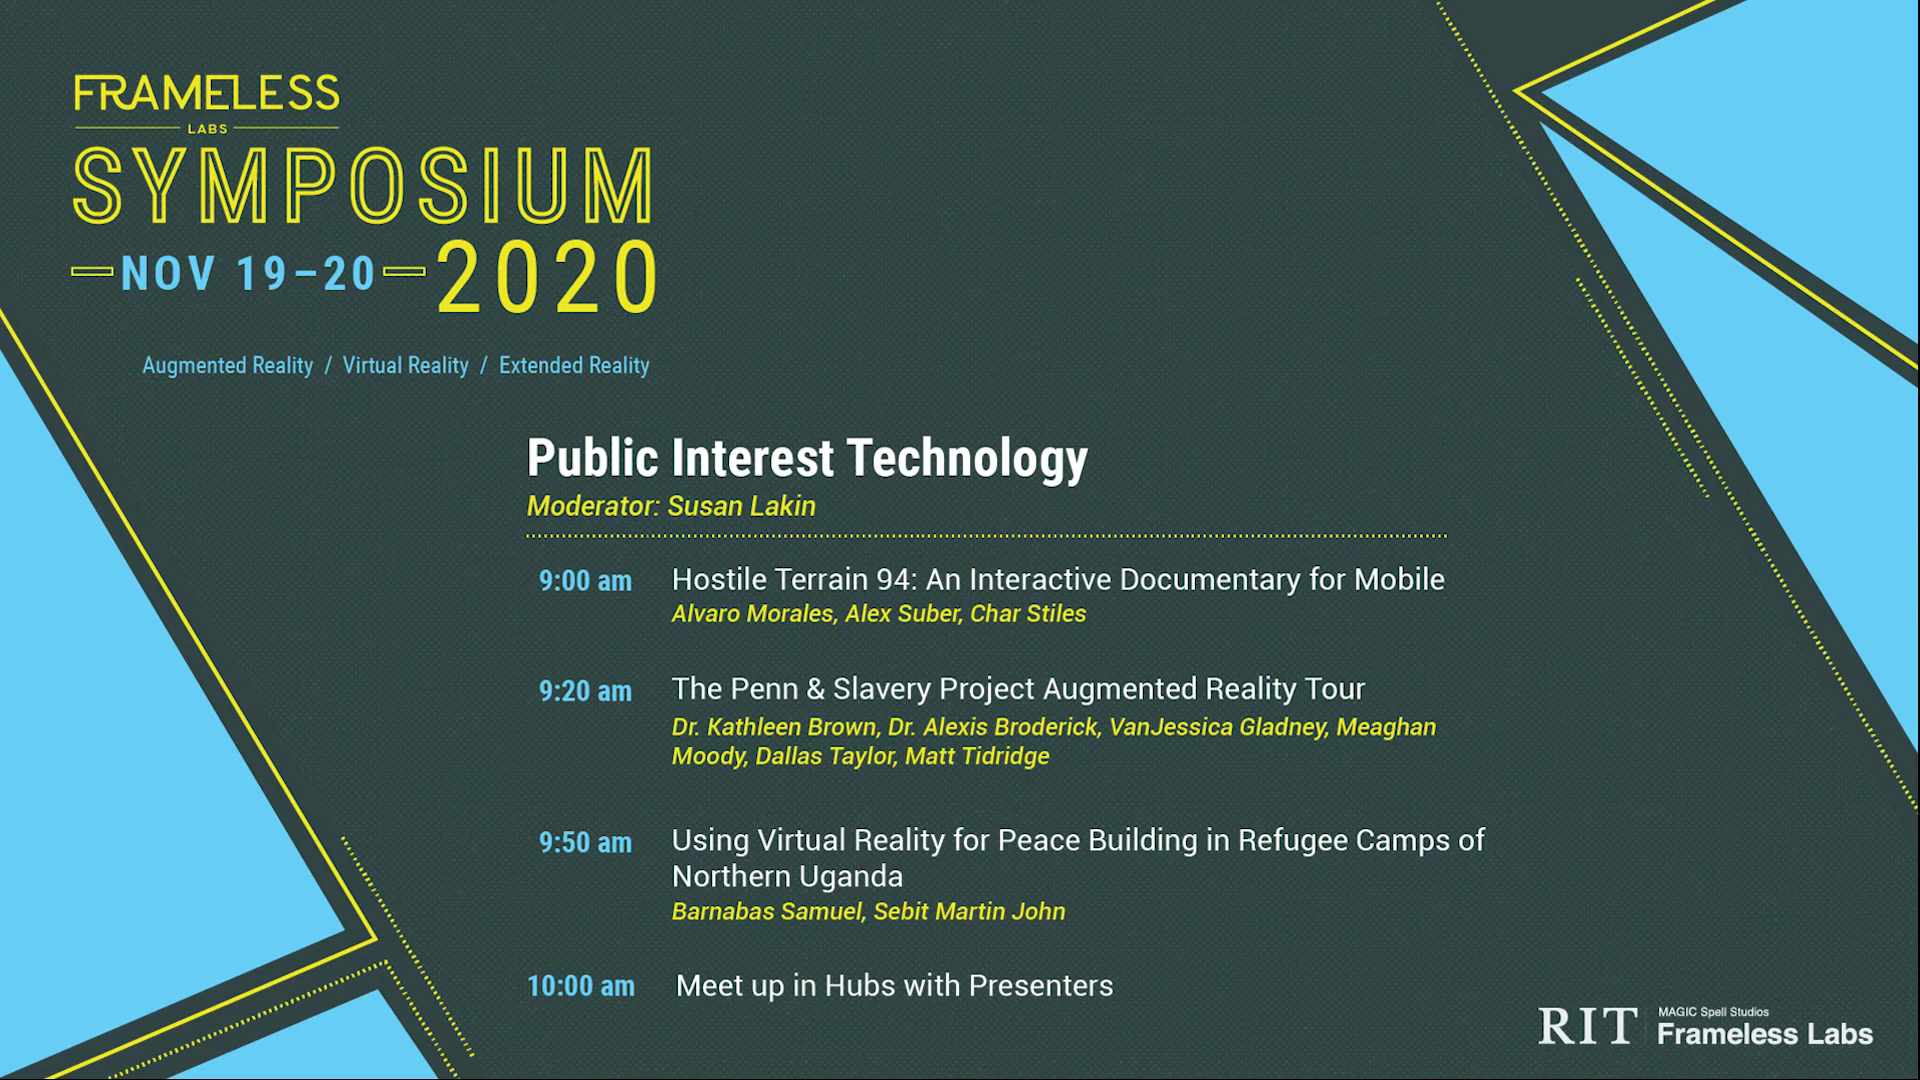 FRAMELESS
LABS
SYMPOSIUM
NOV 19–20 2020
Augmented Reality / Virtual Reality / Extended Reality
Public Interest Technology
Moderator: Susan Lakin
9:00 am Hostile Terrain 94: An Interactive Documentary for Mobile
Alvaro Morales, Alex Suber, Char Stiles
9:20 am The Penn & Slavery Project Augmented Reality Tour
Dr. Kathleen Brown, Dr. Alexis Broderick, VanJessica Gladney, Meaghan
Moody, Dallas Taylor, Matt Tidridge
9:50 am Using Virtual Reality for Peace Building in Refugee Camps of
Northern Uganda
Barnabas Samuel, Sebit Martin John
10:00 am Meet up in Hubs with Presenters
RIT MAGIC Spell Studios
Frameless Labs